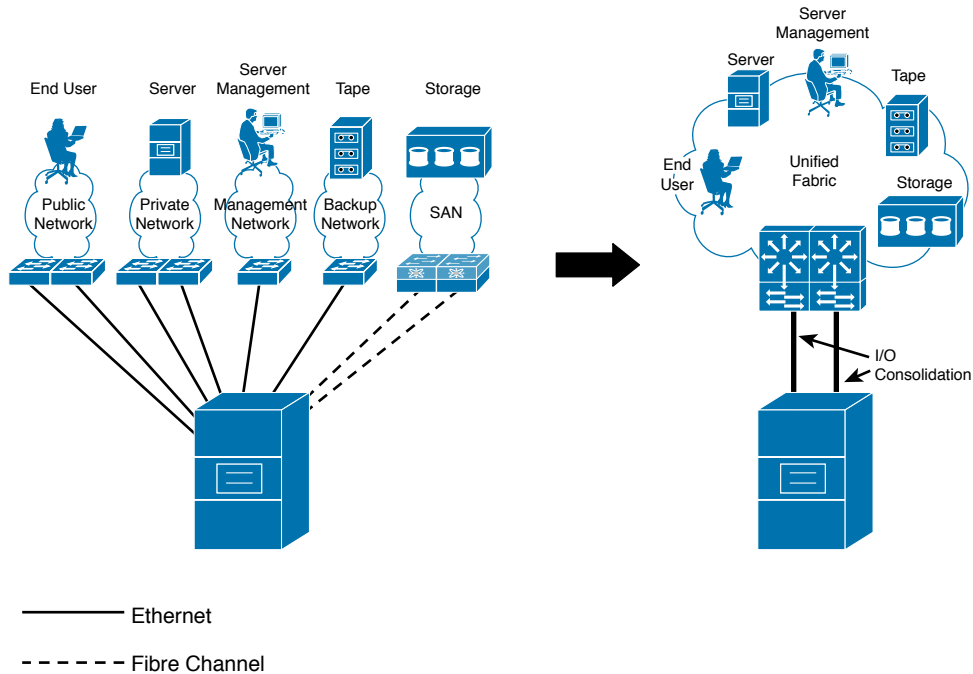 End User
Server
Server
Management
Tape
Storage
Public
Network
Private
Network
Management
Network
Backup
Network
SAN
Ethernet
Fibre Channel
Server
Management
Server
Tape
End
User
Unified
Fabric
Storage
I/O
Consolidation